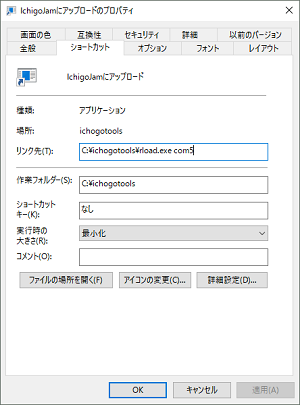 IchigoJamにアップロードのプロパティ
画面の色 互換性 セキュリティ 詳細 以前のバージョン
全般 ショートカット オプション フォント レイアウト
IchigoJamにアップロード
種類: アプリケーション
場所: ichogotools
リンク先(T): C:¥ichogotools¥rload.exe com5
作業フォルダー(S): C:¥ichogotools
ショートカット
キー(K): なし
実行時の
大きさ(R): 最小化
コメント(O):
ファイルの場所を開く(F) アイコンの変更(C)... 詳細設定(D)...
OK キャンセル 適用(A)